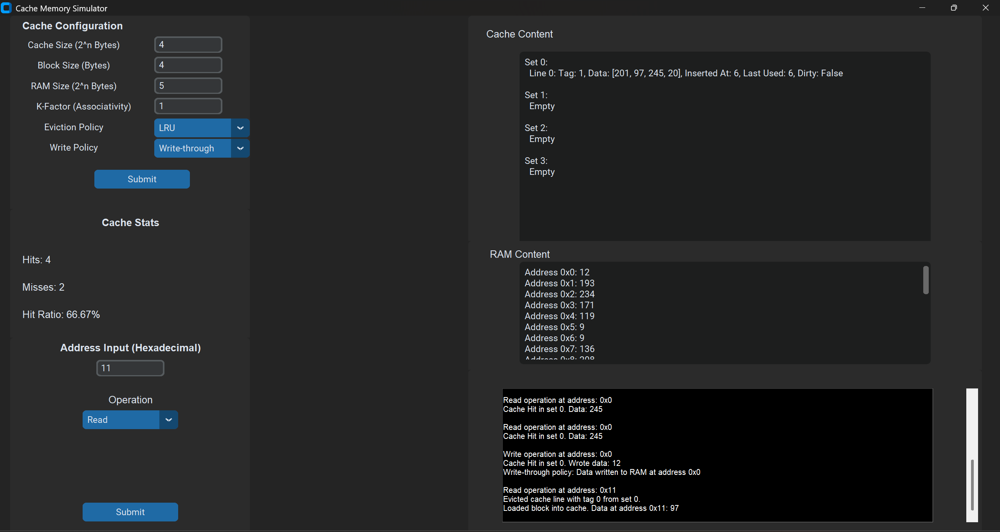 Cache Memory Simulator
Cache Configuration
Cache Size (2^n Bytes)
4
Block Size (Bytes)
4
RAM Size (2^n Bytes)
5
K-Factor (Associativity)
1
Eviction Policy
LRU
Write Policy
Write-through
Submit
Cache Stats
Hits: 4
Misses: 2
Hit Ratio: 66.67%
Address Input (Hexadecimal)
11
Operation
Read
Submit
Cache Content
Set 0:
Line 0: Tag: 1, Data: [201, 97, 245, 20], Inserted At: 6, Last Used: 6, Dirty: False
Set 1:
Empty
Set 2:
Empty
Set 3:
Empty
RAM Content
Address 0x0: 12
Address 0x1: 193
Address 0x2: 234
Address 0x3: 171
Address 0x4: 119
Address 0x5: 9
Address 0x6: 9
Address 0x7: 136
Address 0x8: 208
Read operation at address: 0x0
Cache Hit in set 0. Data: 245
Read operation at address: 0x0
Cache Hit in set 0. Data: 245
Write operation at address: 0x0
Cache Hit in set 0. Wrote data: 12
Write-through policy: Data written to RAM at address 0x0
Read operation at address: 0x11
Evicted cache line with tag 0 from set 0.
Loaded block into cache. Data at address 0x11: 97